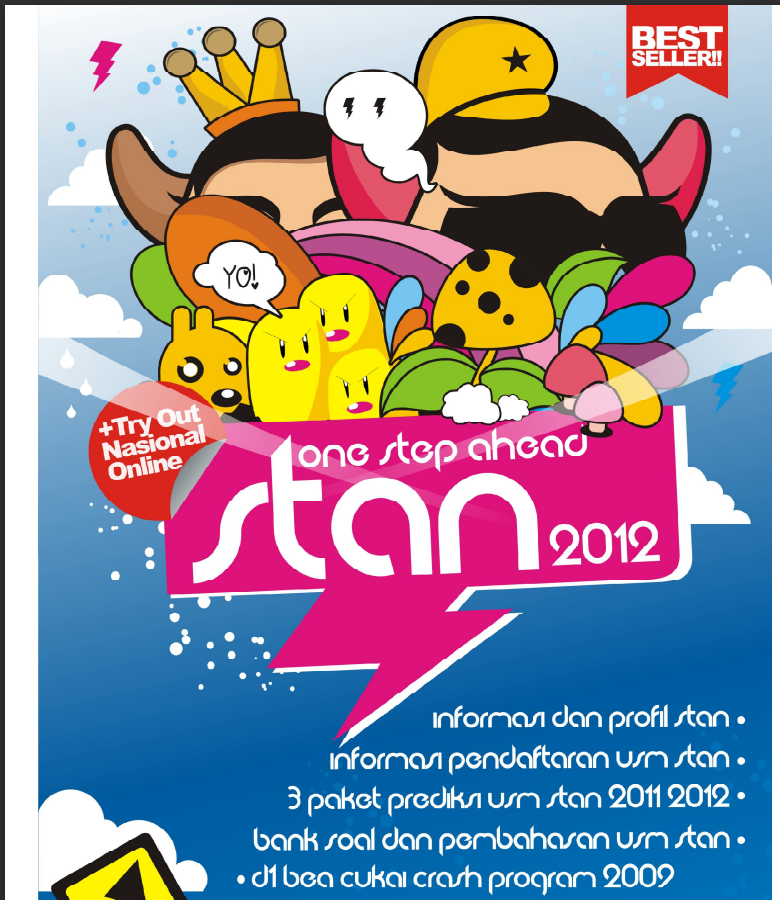 BEST
SELLER!!
YO!
+Try Out
Nasional
Online
one step ahead
stan 2012
informasi dan profil stan •
informasi pendaftaran usm stan •
3 paket prediksi usm stan 2011 2012 •
bank soal dan pembahasan usm stan •
• d1 bea cukai crash program 2009